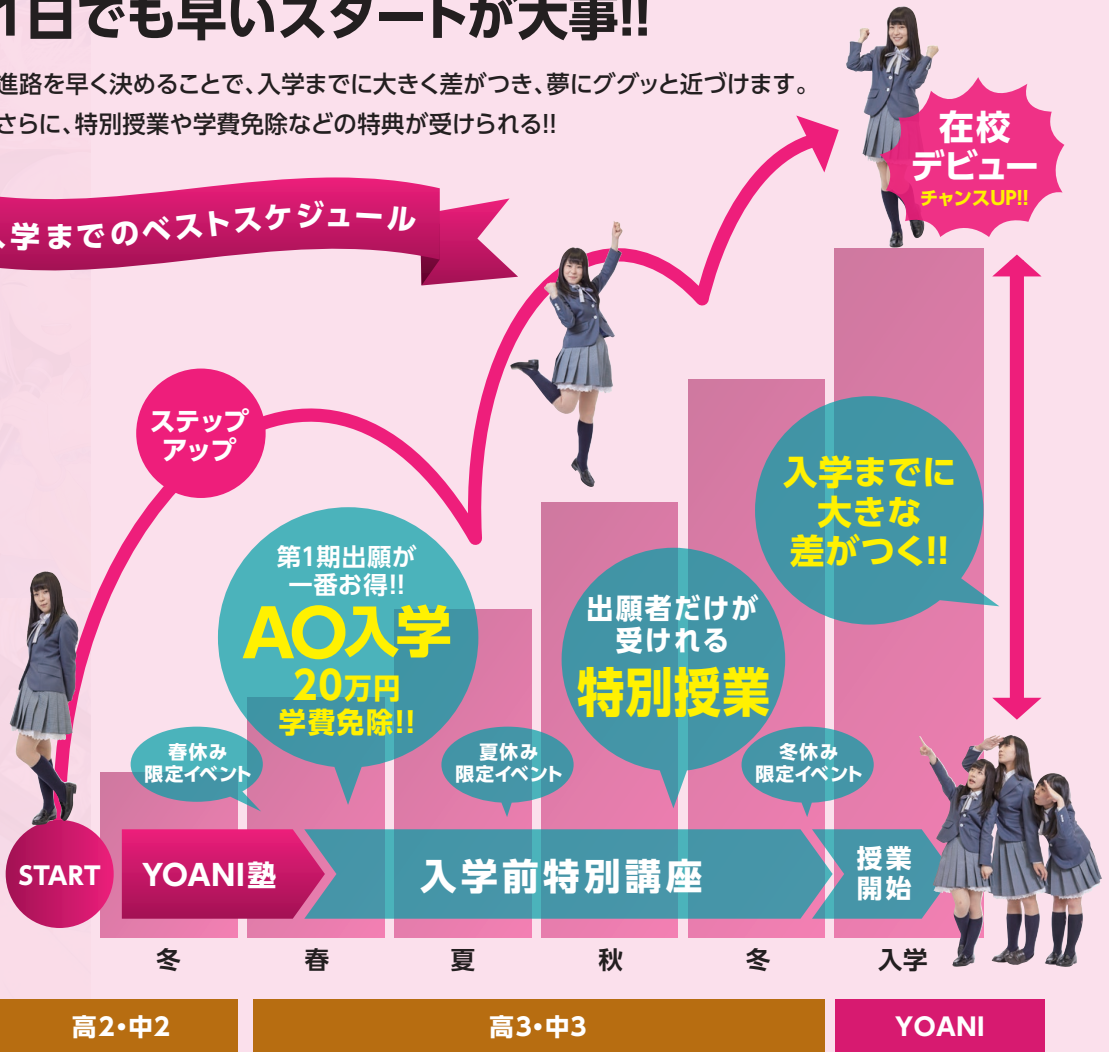 1日でも早いスタートが大事!!
進路を早く決めることで、入学までに大きく差がつき、夢にググッと近づけます。
さらに、特別授業や学費免除などの特典が受けられる!!
入学までのベストスケジュール
在校
デビュー
チャンスUP!!
ステップ
アップ
入学までに
大きな
差がつく!!
第1期出願が
一番お得!!
AO入学
20万円
学費免除!!
出願者だけが
受けれる
特別授業
春休み
限定イベント
夏休み
限定イベント
冬休み
限定イベント
START
YOANI塾
入学前特別講座
授業
開始
冬
春
夏
秋
冬
入学
高2・中2
高3・中3
YOANI